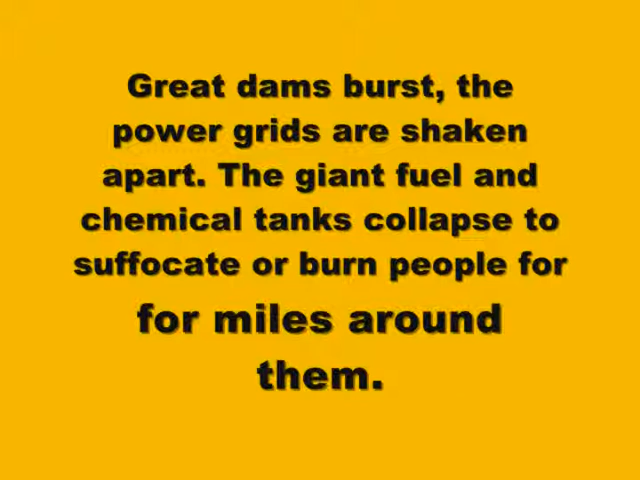 Great dams burst, the
power grids are shaken
apart. The giant fuel and
chemical tanks collapse to
suffocate or burn people for
for miles around
them.